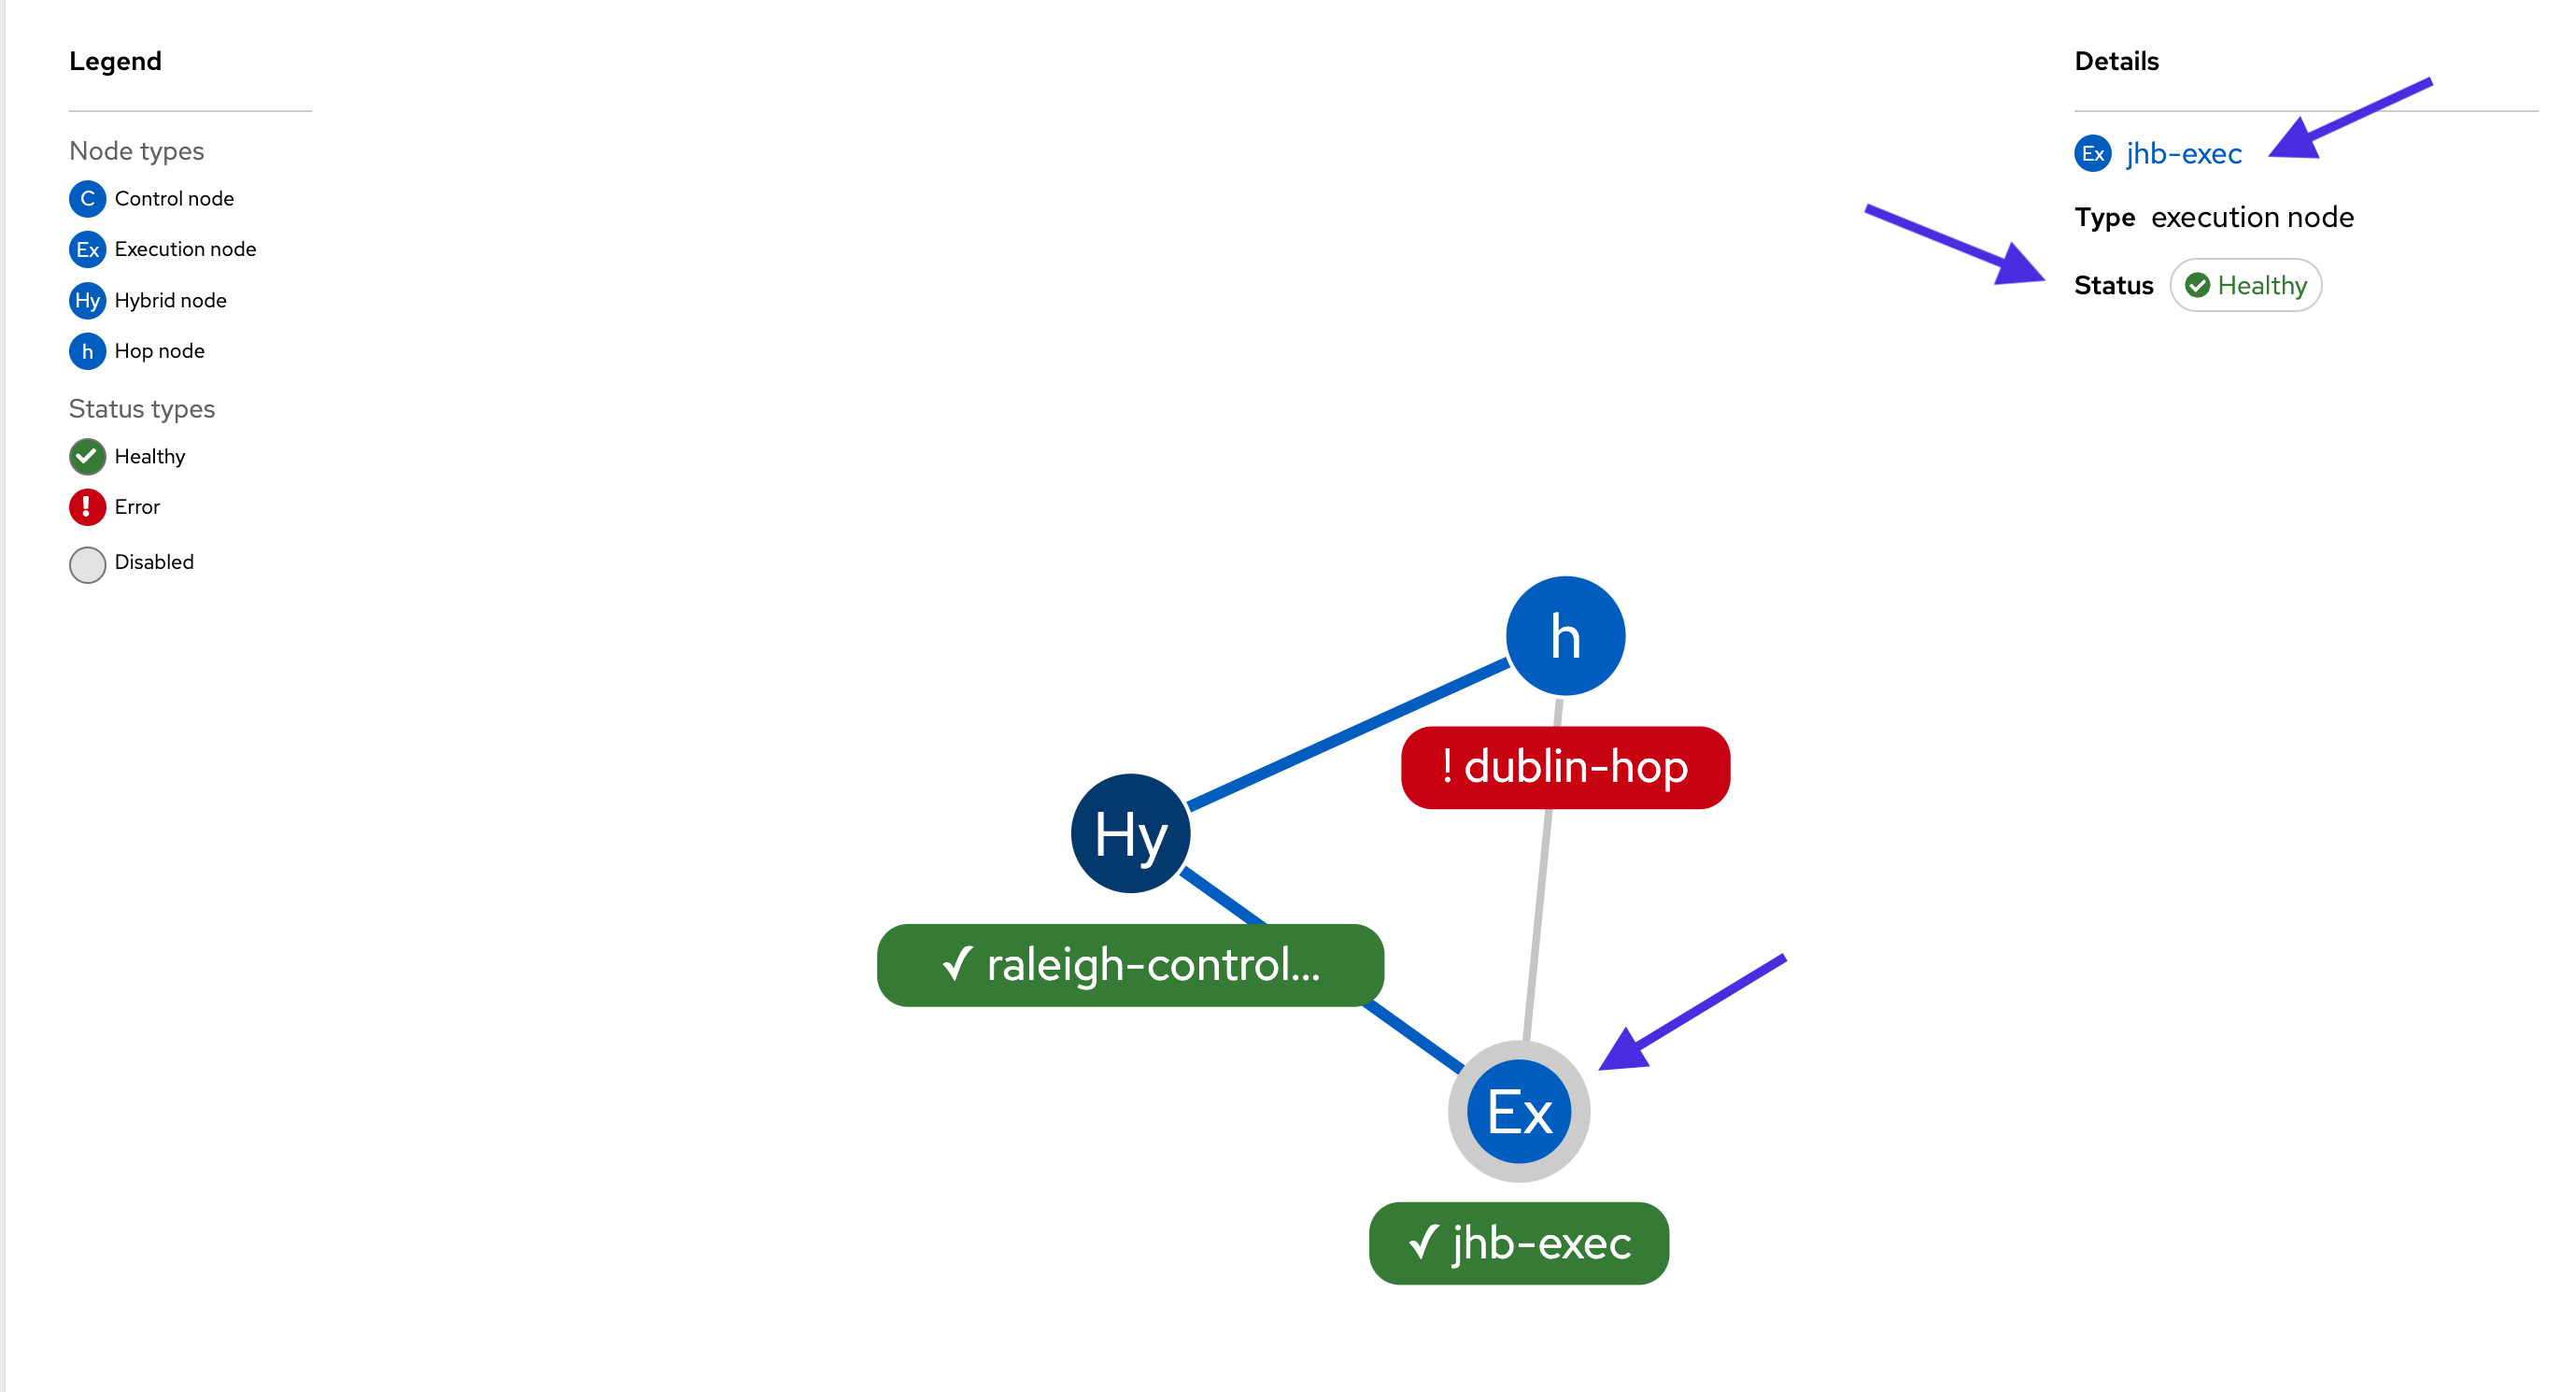 Legend
Node types
C Control node
Ex Execution node
Hy Hybrid node
h Hop node
Status types
Healthy
! Error
Disabled
Details
Ex jhb-exec
Type execution node
Status Healthy
h
! dublin-hop
Hy
✓ raleigh-control...
Ex
✓ jhb-exec